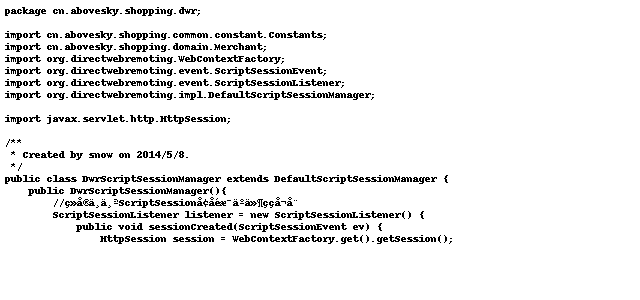 package cn.abovesky.shopping.dwr;
import cn.abovesky.shopping.common.constant.Constants;
import cn.abovesky.shopping.domain.Merchant;
import org.directwebremoting.WebContextFactory;
import org.directwebremoting.event.ScriptSessionEvent;
import org.directwebremoting.event.ScriptSessionListener;
import org.directwebremoting.impl.DefaultScriptSessionManager;
import javax.servlet.http.HttpSession;
/**
* Created by snow on 2014/5/8.
*/
public class DwrScriptSessionManager extends DefaultScriptSessionManager {
public DwrScriptSessionManager(){
ScriptSessionListener listener = new ScriptSessionListener() {
public void sessionCreated(ScriptSessionEvent ev) {
HttpSession session = WebContextFactory.get().getSession();